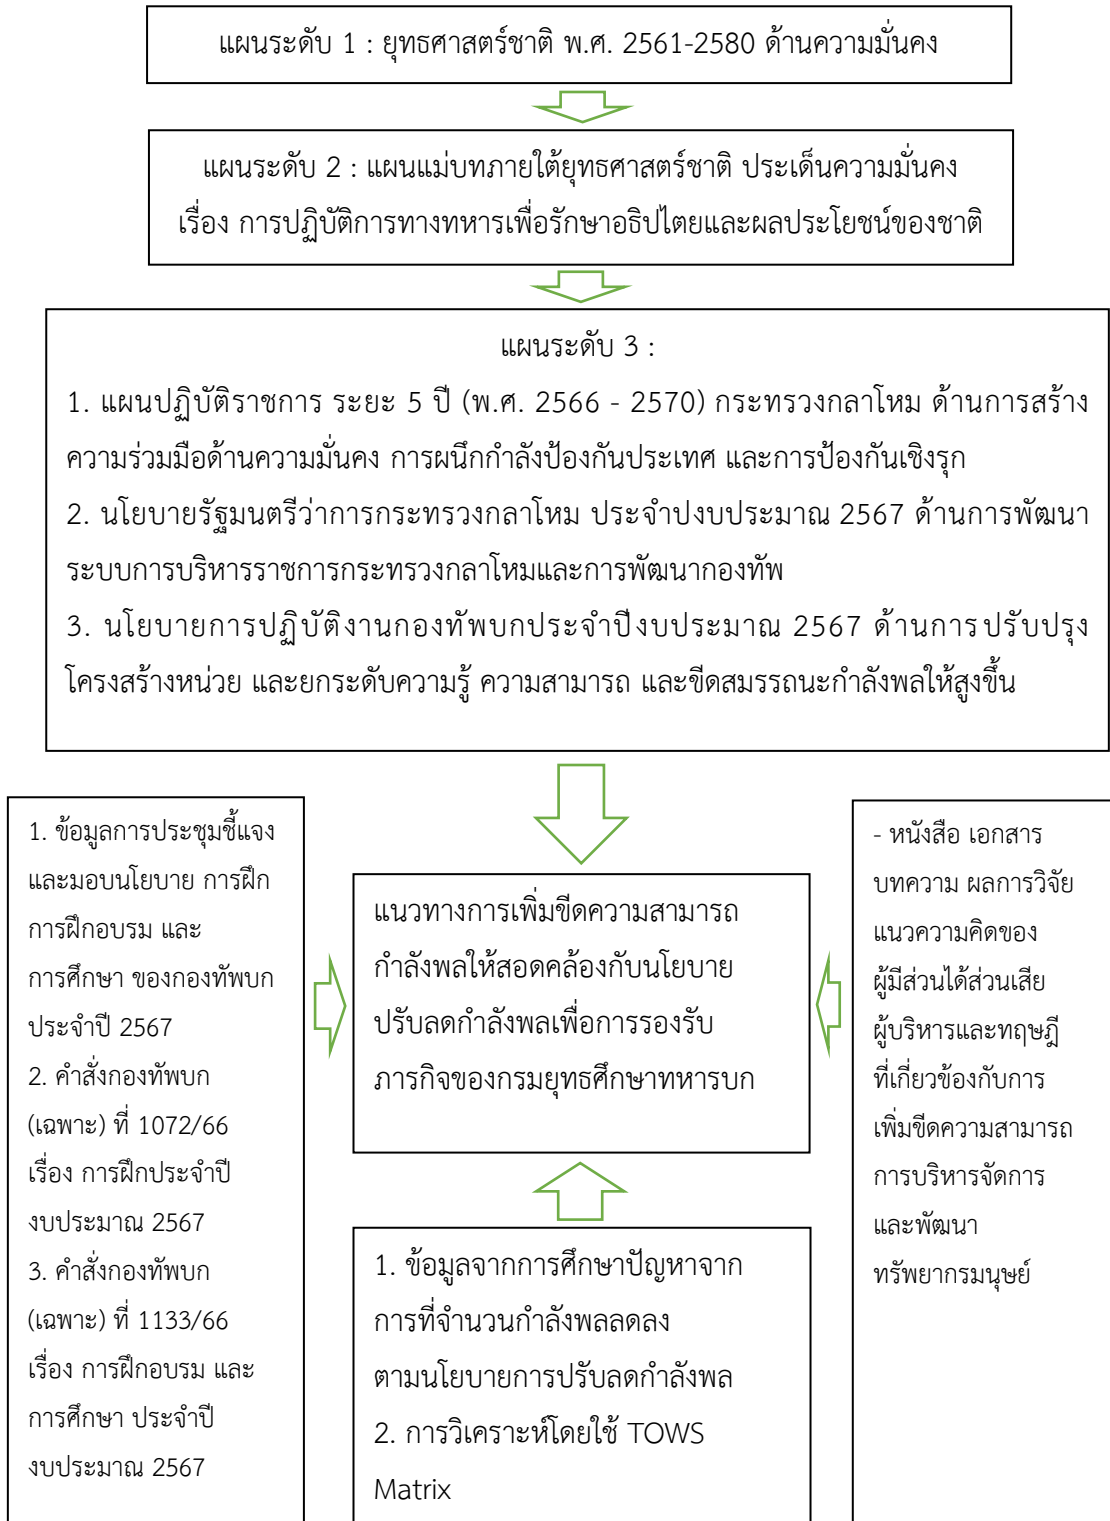 แผนระดับ 1 : ยุทธศาสตร์ชาติ พ.ศ. 2561-2580 ด้านความมั่นคง
แผนระดับ 2 : แผนแม่บทภายใต้ยุทธศาสตร์ชาติ ประเด็นความมั่นคง
เรื่อง การปฏิบัติการทางทหารเพื่อรักษาอธิปไตยและผลประโยชน์ของชาติ
แผนระดับ 3 :
1. แผนปฏิบัติราชการ ระยะ 5 ปี (พ.ศ. 2566 - 2570) กระทรวงกลาโหม ด้านการสร้าง
ความร่วมมือด้านความมั่นคง การผนึกกำลังป้องกันประเทศ และการป้องกันเชิงรุก
2. นโยบายรัฐมนตรีว่าการกระทรวงกลาโหม ประจำปงบประมาณ 2567 ด้านการพัฒนา
ระบบการบริหารราชการกระทรวงกลาโหมและการพัฒนากองทัพ
3. นโยบายการปฏิบัติงานกองทัพบกประจำปีงบประมาณ 2567 ด้านการปรับปรุง
โครงสร้างหน่วย และยกระดับความรู้ ความสามารถ และขีดสมรรถนะกำลังพลให้สูงขึ้น
1. ข้อมูลการประชุมชี้แจง
และมอบนโยบาย การฝึก
การฝึกอบรม และ
การศึกษา ของกองทัพบก
ประจำปี 2567
2. คำสั่งกองทัพบก
(เฉพาะ) ที่ 1072/66
เรื่อง การฝึกประจำปี
งบประมาณ 2567
3. คำสั่งกองทัพบก
(เฉพาะ) ที่ 1133/66
เรื่อง การฝึกอบรม และ
การศึกษา ประจำปี
งบประมาณ 2567
แนวทางการเพิ่มขีดความสามารถ
กำลังพลให้สอดคล้องกับนโยบาย
ปรับลดกำลังพลเพื่อการรองรับ
ภารกิจของกรมยุทธศึกษาทหารบก
1. ข้อมูลจากการศึกษาปัญหาจาก
การที่จำนวนกำลังพลลดลง
ตามนโยบายการปรับลดกำลังพล
2. การวิเคราะห์โดยใช้ TOWS
Matrix
- หนังสือ เอกสาร
บทความ ผลการวิจัย
แนวความคิดของ
ผู้มีส่วนได้ส่วนเสีย
ผู้บริหารและทฤษฎี
ที่เกี่ยวข้องกับการ
เพิ่มขีดความสามารถ
การบริหารจัดการ
และพัฒนา
ทรัพยากรมนุษย์